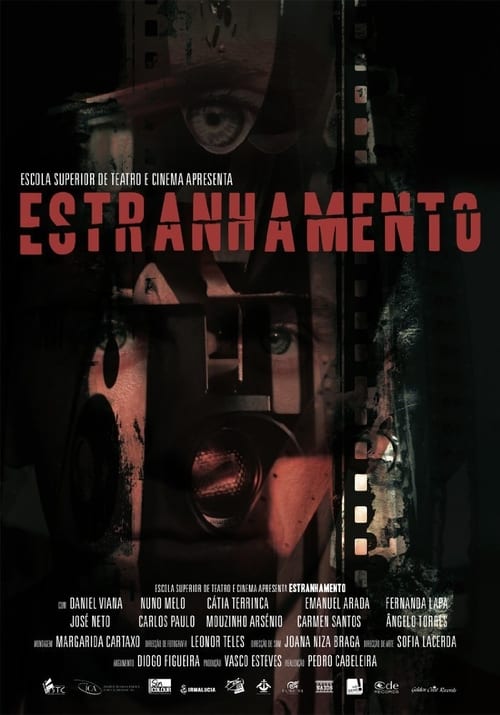 ESCOLA SUPERIOR DE TEATRO E CINEMA APRESENTA
ESTRANHAMENTO
ESCOLA SUPERIOR DE TEATRO E CINEMA APRESENTA ESTRANHAMENTO
COM DANIEL VIANA NUNO MELO CÁTIA TERRINCA EMANUEL ARADA FERNANDA LAPA
JOSÉ NETO CARLOS PAULO MOUZINHO ARSÉNIO CARMEN SANTOS ÂNGELO TORRES
MONTAGEM MARGARIDA CARTAXO DIRECÇÃO DE FOTOGRAFIA LEONOR TELES DIRECÇÃO DE SOM JOANA NIZA BRAGA DIRECÇÃO DE ARTE SOFIA LACERDA
ARGUMENTO DIOGO FIGUEIRA PRODUÇÃO VASCO ESTEVES REALIZAÇÃO PEDRO CABELEIRA